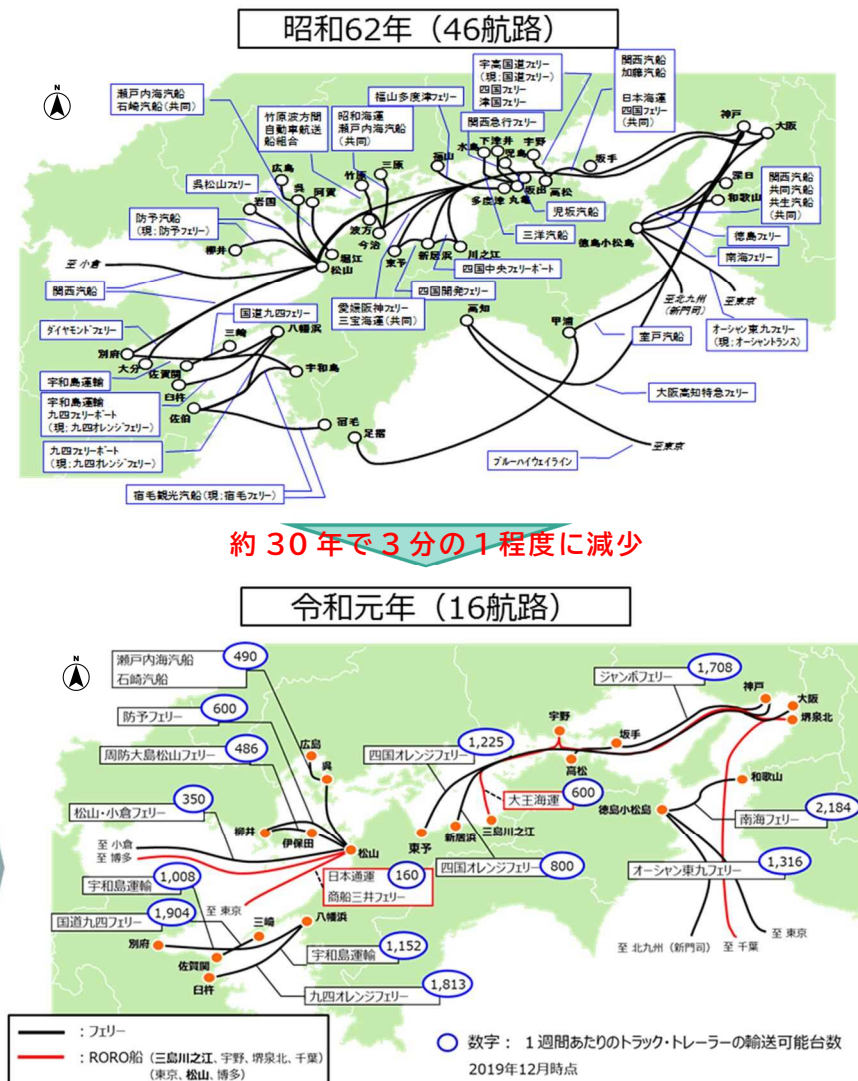 昭和62年（46航路）
N
瀬戸内海汽船
石崎汽船(共同)
竹原波方間
自動車航送
船組合
昭和海運
瀬戸内海汽船
(共同)
福山多度津フェリー
宇高国道フェリー
(現;国道フェリー)
四国フェリー
津国フェリー
関西急行フェリー
関西汽船
加藤汽船
日本海運
四国フェリー
(共同)
神戸
大阪
水島
下津井
児島
宇野
坂手
福山
三原
竹原
広島
呉
阿賀
岩国
柳井
呉松山フェリー
防予汽船
(現;防予フェリー)
至 小倉
関西汽船
ダイヤモンドフェリー
多度津
丸亀
坂出
高松
児坂汽船
三洋汽船
波方
今治
堀江
松山
東予
新居浜
川之江
四国中央フェリーボート
四国開発フェリー
愛媛阪神フェリー
三宝海運(共同)
深日
和歌山
関西汽船
共同汽船
共生汽船
(共同)
徳島小松島
徳島フェリー
南海フェリー
至北九州
(新門司)
至東京
オーシャン東九フェリー
(現;オーシャントランス)
国道九四フェリー
三崎
八幡浜
高知
甲浦
室戸汽船
別府
大分
佐賀関
臼杵
佐伯
宇和島
宿毛
足摺
宇和島運輸
宇和島運輸
九四フェリーボート
(現;九四オレンジフェリー)
九四フェリーボート
(現;九四オレンジフェリー)
宿毛観光汽船(現;宿毛フェリー)
大阪高知特急フェリー
ブルーハイウェイライン
至東京
約30年で3分の1程度に減少
令和元年（16航路）
N
瀬戸内海汽船
石崎汽船
490
防予フェリー
600
周防大島松山フェリー
486
松山・小倉フェリー
350
広島
呉
柳井
伊保田
松山
至 小倉
至 博多
至 東京
四国オレンジフェリー
1,225
ジャンボフェリー
1,708
神戸
大阪
堺泉北
宇野
坂手
高松
大王海運
600
東予
新居浜
三島川之江
四国オレンジフェリー
800
和歌山
徳島小松島
南海フェリー
2,184
オーシャン東九フェリー
1,316
至 北九州（新門司）
至 千葉
至 東京
日本通運
商船三井フェリー
160
宇和島運輸
1,008
国道九四フェリー
1,904
三崎
八幡浜
別府
佐賀関
臼杵
宇和島運輸
1,152
九四オレンジフェリー
1,813
：フェリー
：RORO船 (三島川之江、宇野、堺泉北、千葉)
(東京、松山、博多)
数字： 1週間あたりのトラック・トレーラーの輸送可能台数
2019年12月時点